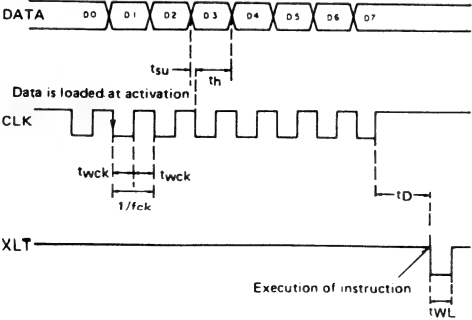 DATA D0 D1 D2 D3 D4 D5 D6 D7
tsu th
Data is loaded at activation
CLK
twck twck
1/fck
tD
XLT
Execution of instruction
tWL